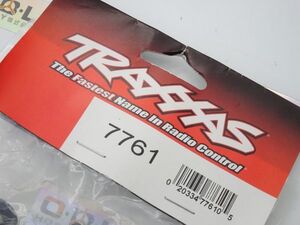 TRAXXAS
The Fastest Name In Radio Control
7761
0 20334 77610 5